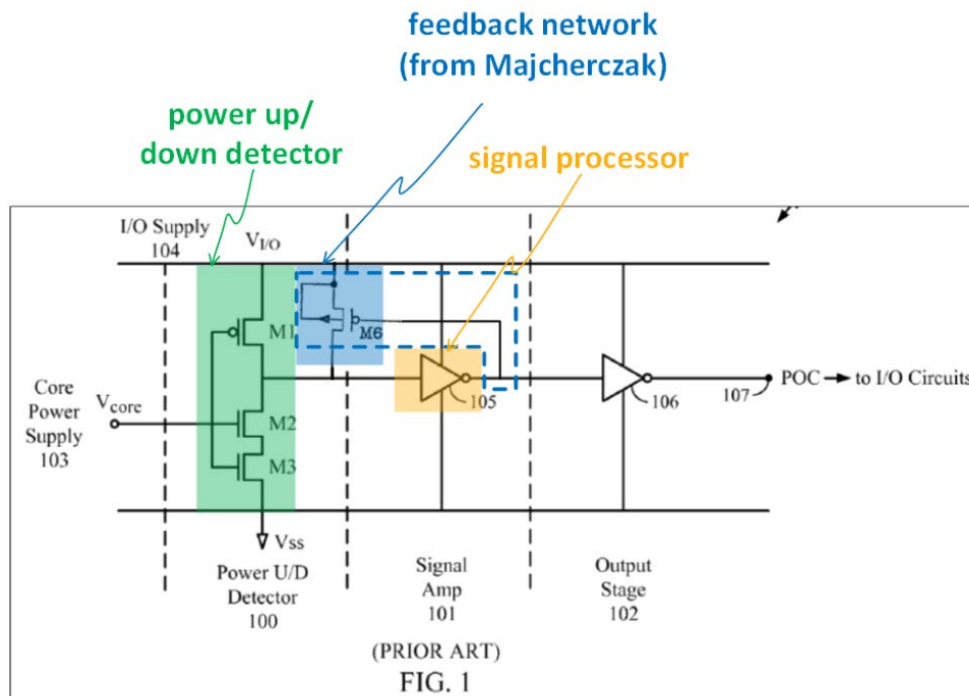 feedback network
(from Majcherczak)
power up/
down detector
signal processor
I/O Supply
104
V_I/O
M1
M6
Core
Power
Supply
103
V_core
M2
M3
105
106
107
POC
to I/O Circuits
Vss
Power U/D
Detector
100
Signal
Amp
101
Output
Stage
102
(PRIOR ART)
FIG. 1